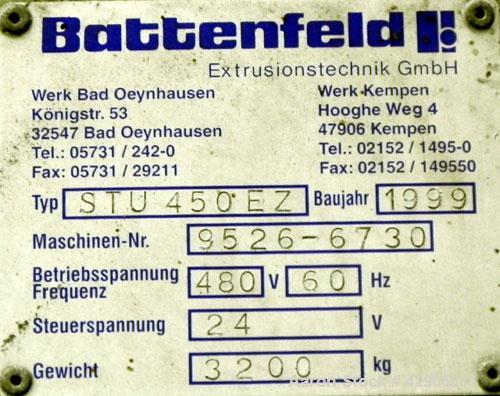 Battenfeld
Extrusionstechnik GmbH
Werk Bad Oeynhausen
Königstr. 53
32547 Bad Oeynhausen
Tel.: 05731 / 242-0
Fax: 05731 / 29211
Werk Kempen
Hooghe Weg 4
47906 Kempen
Tel.: 02152 / 1495-0
Fax: 02152 / 149550
Typ STU 450 EZ Baujahr 1999
Maschinen-Nr. 9526-6730
Betriebsspannung
Frequenz 480 V 60 Hz
Steuerspannung 24 V
Gewicht 3200 kg